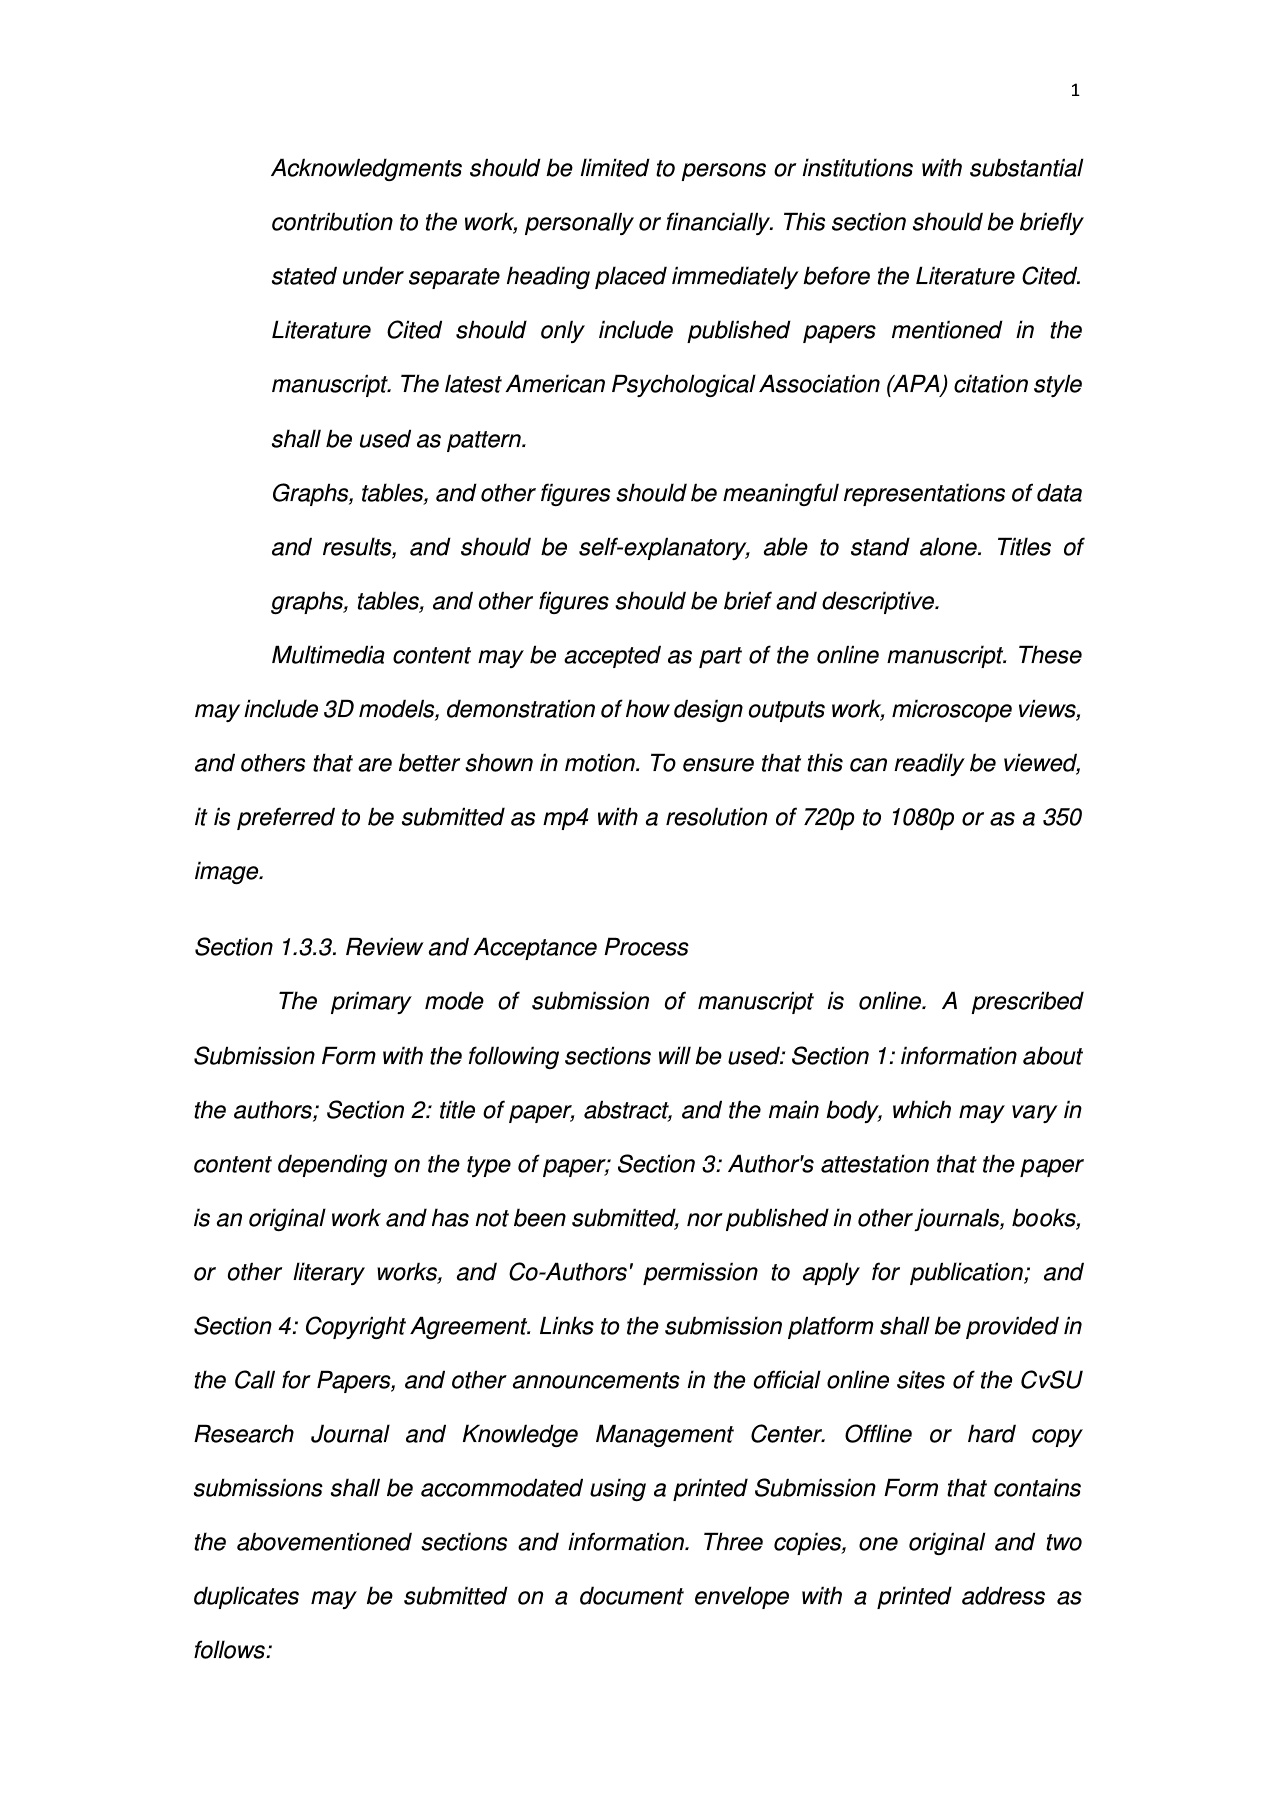 1
Acknowledgments should be limited to persons or institutions with substantial
contribution to the work, personally or financially. This section should be briefly
stated under separate heading placed immediately before the Literature Cited.
Literature Cited should only include published papers mentioned in the
manuscript. The latest American Psychological Association (APA) citation style
shall be used as pattern.
Graphs, tables, and other figures should be meaningful representations of data
and results, and should be self-explanatory, able to stand alone. Titles of
graphs, tables, and other figures should be brief and descriptive.
Multimedia content may be accepted as part of the online manuscript. These
may include 3D models, demonstration of how design outputs work, microscope views,
and others that are better shown in motion. To ensure that this can readily be viewed,
it is preferred to be submitted as mp4 with a resolution of 720p to 1080p or as a 350
image.
Section 1.3.3. Review and Acceptance Process
The primary mode of submission of manuscript is online. A prescribed
Submission Form with the following sections will be used: Section 1: information about
the authors; Section 2: title of paper, abstract, and the main body, which may vary in
content depending on the type of paper; Section 3: Author's attestation that the paper
is an original work and has not been submitted, nor published in other journals, books,
or other literary works, and Co-Authors' permission to apply for publication; and
Section 4: Copyright Agreement. Links to the submission platform shall be provided in
the Call for Papers, and other announcements in the official online sites of the CvSU
Research Journal and Knowledge Management Center. Offline or hard copy
submissions shall be accommodated using a printed Submission Form that contains
the abovementioned sections and information. Three copies, one original and two
duplicates may be submitted on a document envelope with a printed address as
follows: